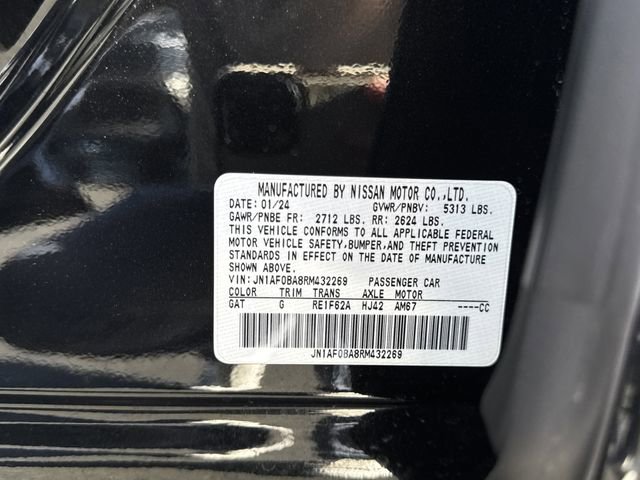 MANUFACTURED BY NISSAN MOTOR CO.,LTD.
DATE: 01/24 GVWR/PNBV: 5313 LBS.
GAWR/PNBE FR: 2712 LBS. RR: 2624 LBS.
THIS VEHICLE CONFORMS TO ALL APPLICABLE FEDERAL
MOTOR VEHICLE SAFETY,BUMPER,AND THEFT PREVENTION
STANDARDS IN EFFECT ON THE DATE OF MANUFACTURE
SHOWN ABOVE.
VIN: JN1AF0BA8RM432269 PASSENGER CAR
COLOR TRIM TRANS AXLE MOTOR
GAT G RE1F62A HJ42 AM67 ----CC
JN1AF0BA8RM432269